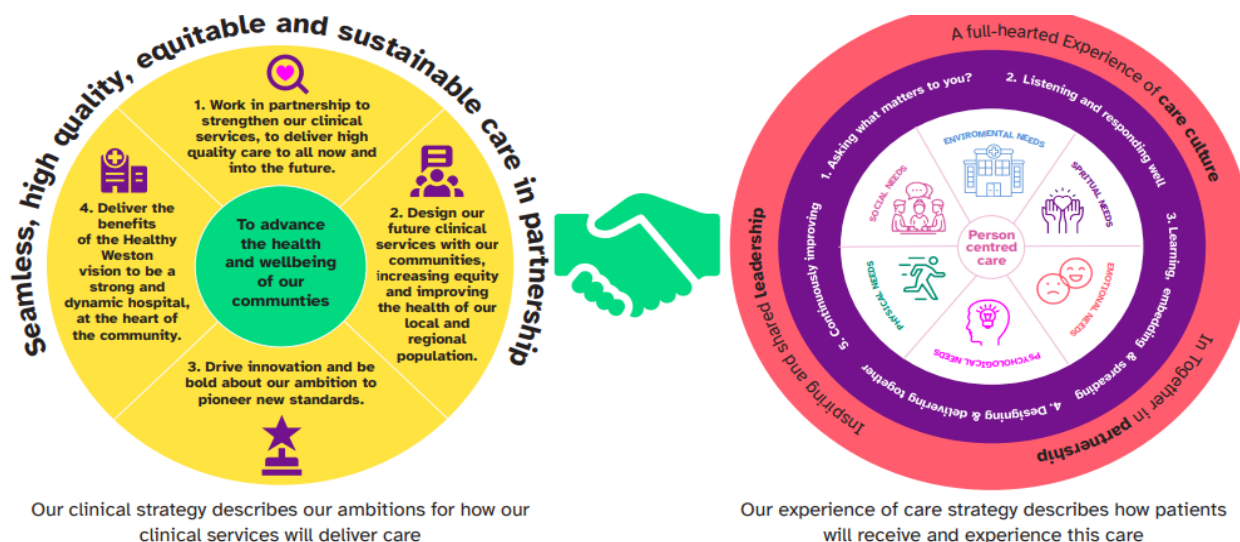 Seamless, high quality, equitable and sustainable care in partnership
1. Work in partnership to
strengthen our clinical
services, to deliver high
quality care to all now and
into the future.
2. Design our
future clinical
services with our
communities,
increasing equity
and improving
the health of our
local and
regional
population.
3. Drive innovation and be
bold about our ambition to
pioneer new standards.
4. Deliver the
benefits
of the Healthy
Weston
vision to be a
strong and
dynamic hospital,
at the heart of
the community.
To advance
the health
and wellbeing
of our
communties
Our clinical strategy describes our ambitions for how our
clinical services will deliver care
A full-hearted Experience of care culture
In Together in partnership
Inspiring and shared leadership
1. Asking what matters to you?
2. Listening and responding well
3. Learning, embedding & spreading
4. Designing & delivering together
5. Continuously improving
ENVIROMENTAL NEEDS
SPRITUAL NEEDS
EMOTIONAL NEEDS
PSYCHOLOGICAL NEEDS
PHYSICAL NEEDS
SOCIAL NEEDS
Person
centred
care
Our experience of care strategy describes how patients
will receive and experience this care